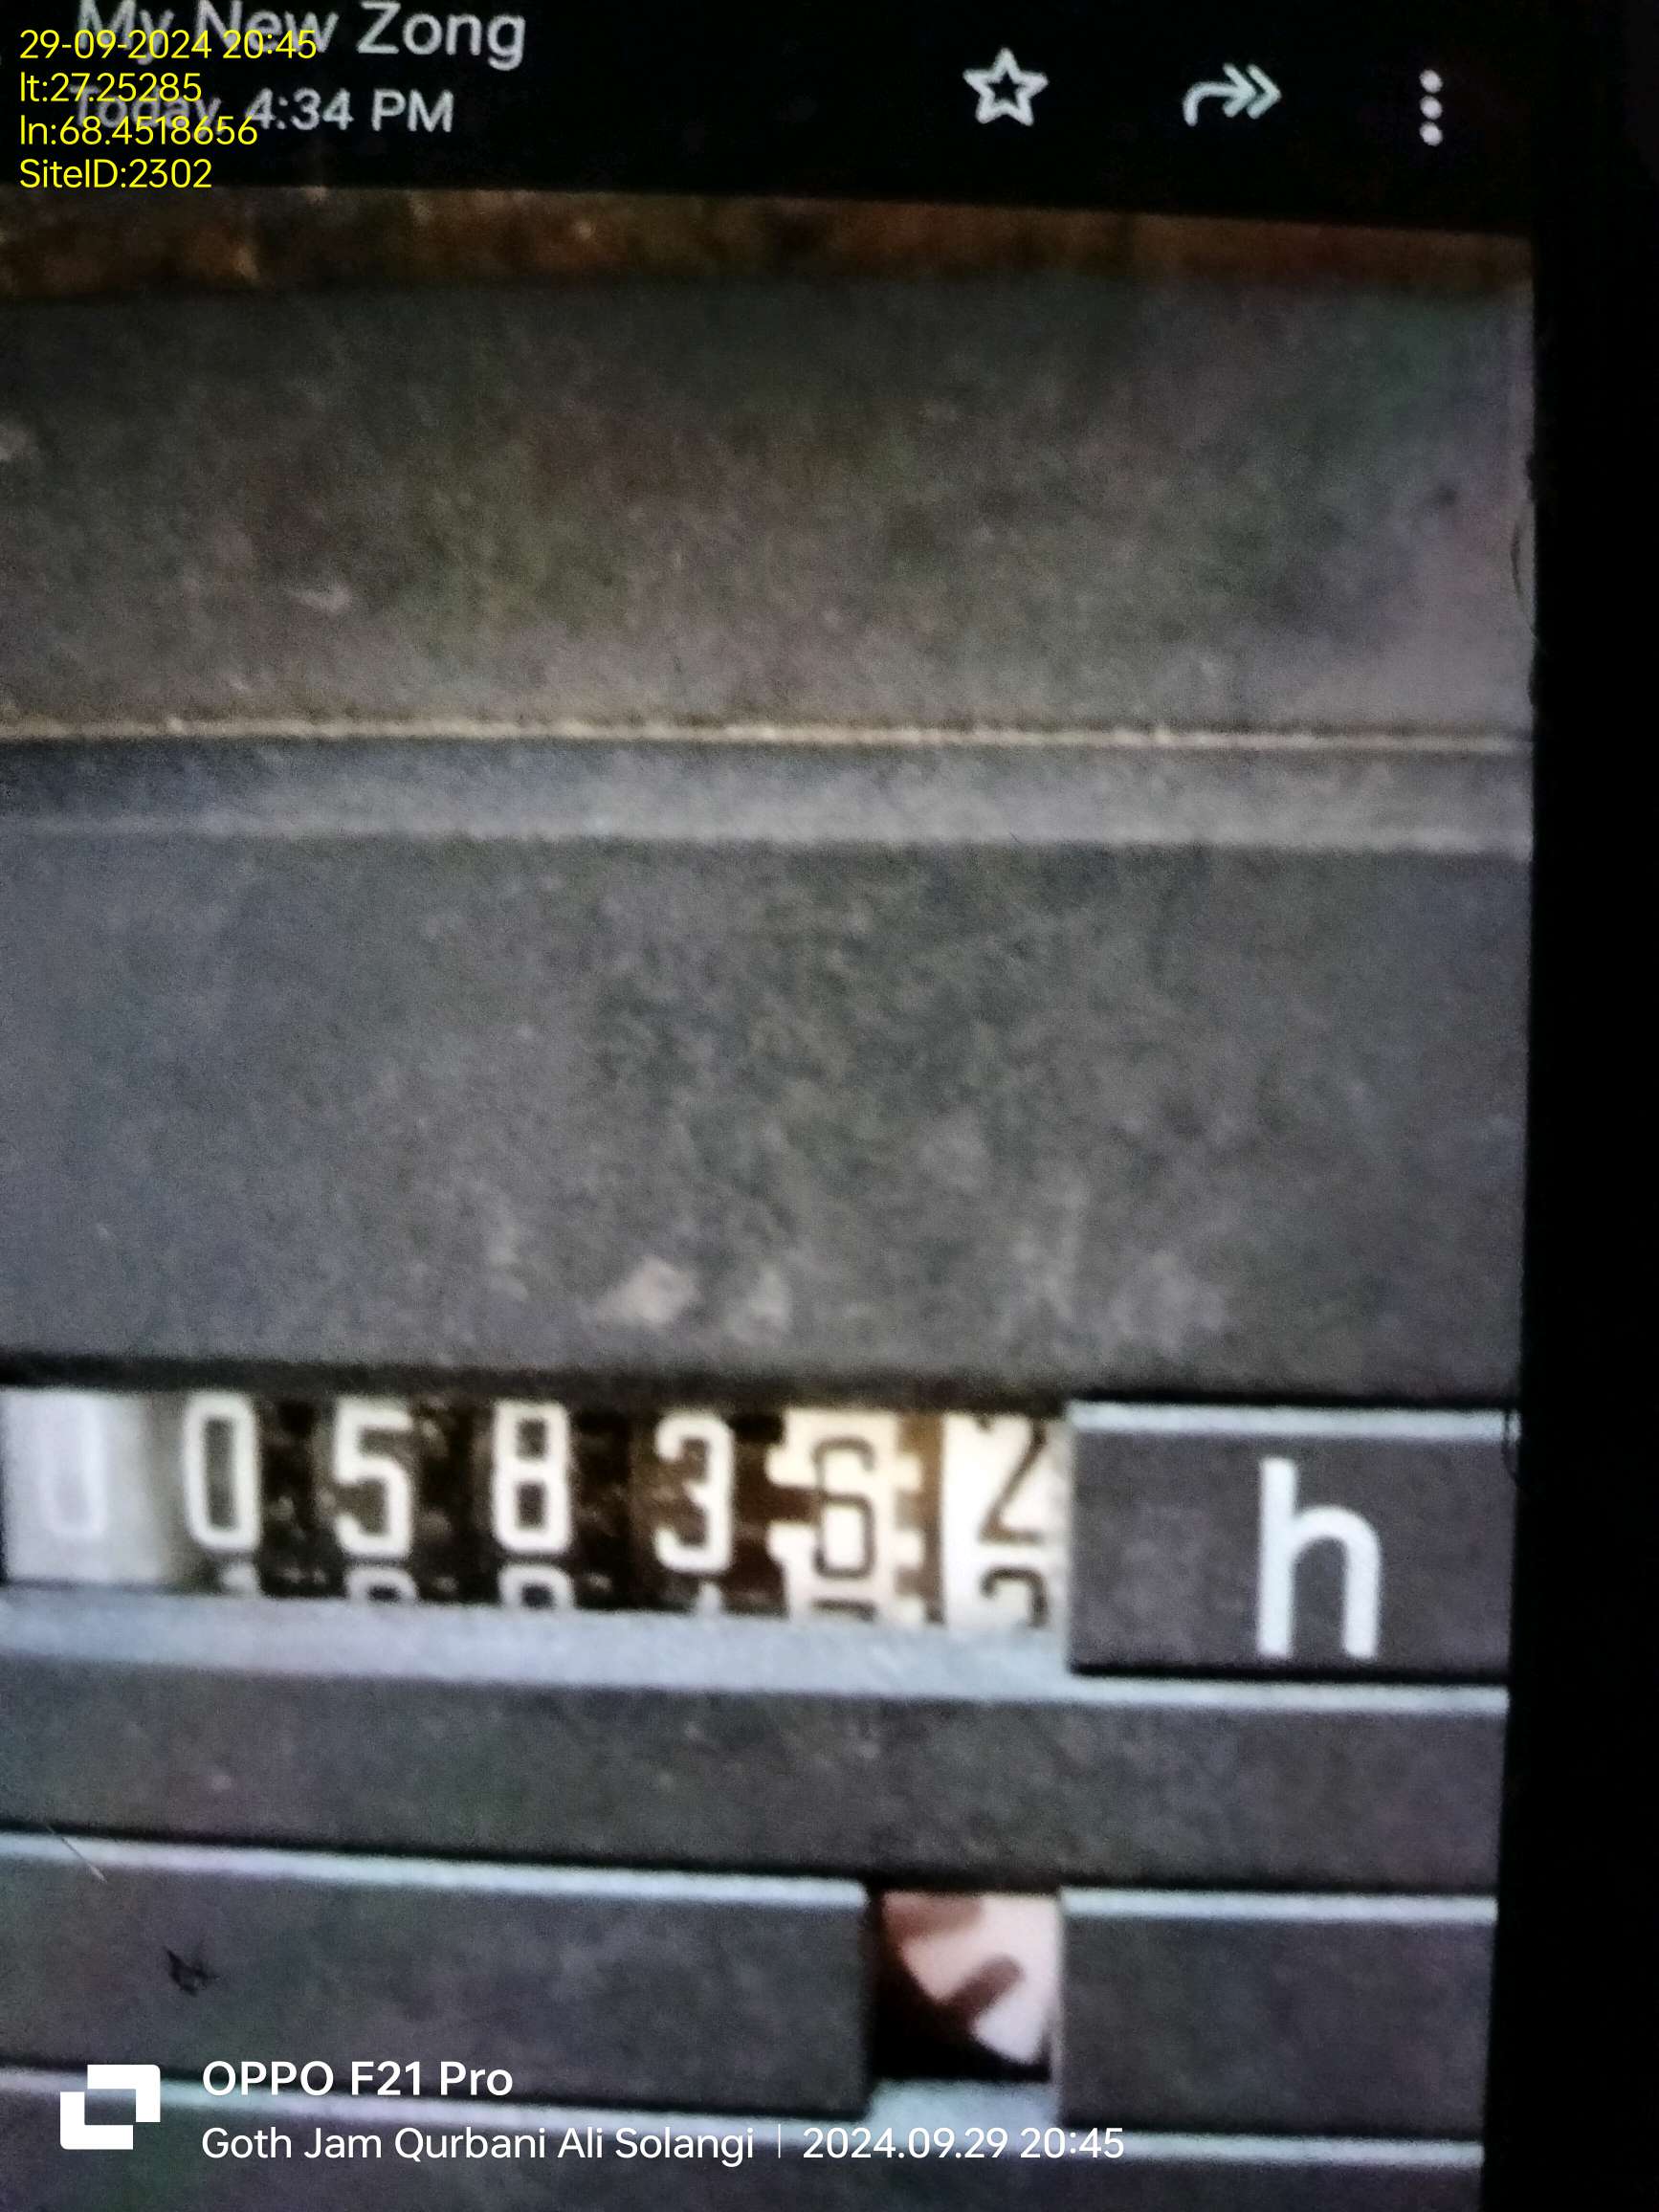 My New Zong
Today, 4:34 PM
29-09-2024 20:45
lt:27.25285
ln:68.4518656
SiteID:2302
0058362
h
OPPO F21 Pro
Goth Jam Qurbani Ali Solangi | 2024.09.29 20:45